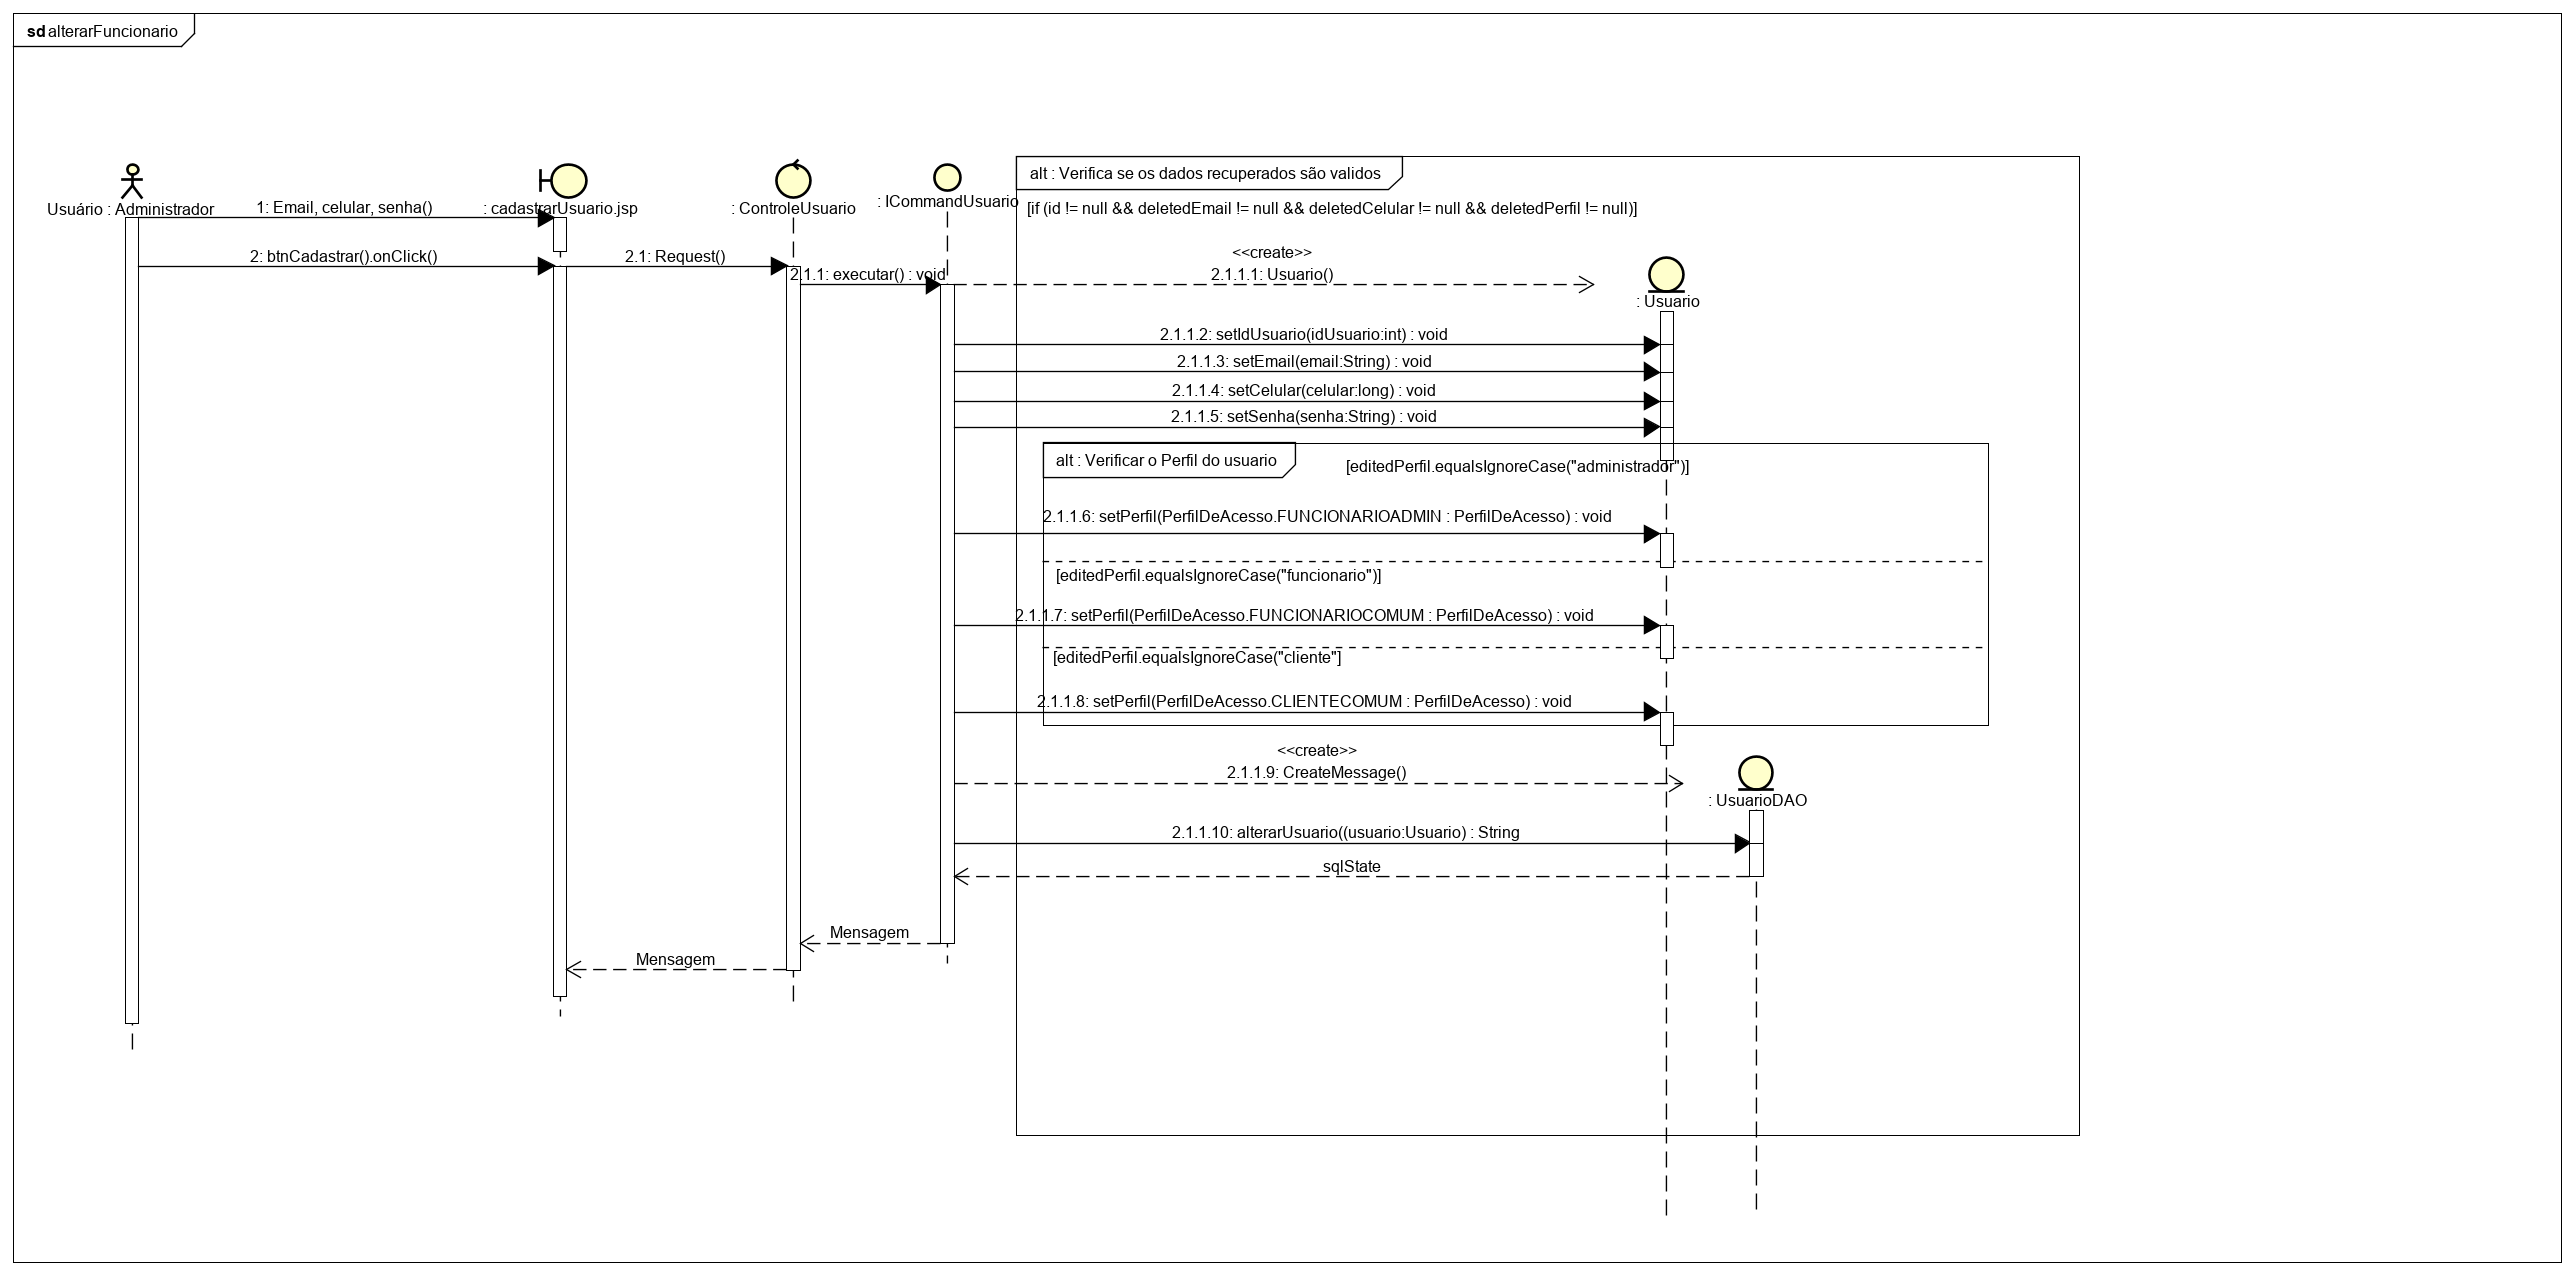 sd alterarFuncionario
alt : Verifica se os dados recuperados são validos
Usuário : Administrador
: cadastrarUsuario.jsp
: ControleUsuario
: ICommandUsuario
[if (id != null && deletedEmail != null && deletedCelular != null && deletedPerfil != null)]
1: Email, celular, senha()
2: btnCadastrar().onClick()
2.1: Request()
2.1.1: executar() : void
<<create>>
2.1.1.1: Usuario()
: Usuario
2.1.1.2: setIdUsuario(idUsuario:int) : void
2.1.1.3: setEmail(email:String) : void
2.1.1.4: setCelular(celular:long) : void
2.1.1.5: setSenha(senha:String) : void
alt : Verificar o Perfil do usuario
[editedPerfil.equalsIgnoreCase("administrador")]
2.1.1.6: setPerfil(PerfilDeAcesso.FUNCIONARIOADMIN : PerfilDeAcesso) : void
[editedPerfil.equalsIgnoreCase("funcionario")]
2.1.1.7: setPerfil(PerfilDeAcesso.FUNCIONARIOCOMUM : PerfilDeAcesso) : void
[editedPerfil.equalsIgnoreCase("cliente"]
2.1.1.8: setPerfil(PerfilDeAcesso.CLIENTECOMUM : PerfilDeAcesso) : void
<<create>>
2.1.1.9: CreateMessage()
: UsuarioDAO
2.1.1.10: alterarUsuario((usuario:Usuario) : String
sqlState
Mensagem
Mensagem